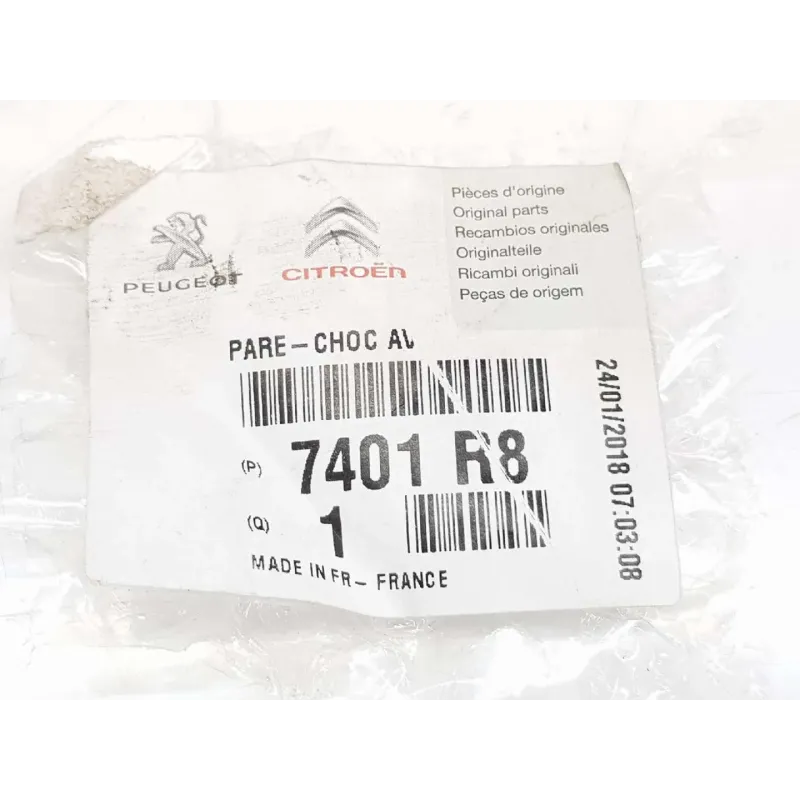 PEUGEOT
CITROËN
Pièces d'origine
Original parts
Recambios originales
Originalteile
Ricambi originali
Peças de origem
PARE-CHOC AV
(P) 7401 R8
(Q) 1
MADE IN FR- FRANCE
24/01/2018 07:03:08